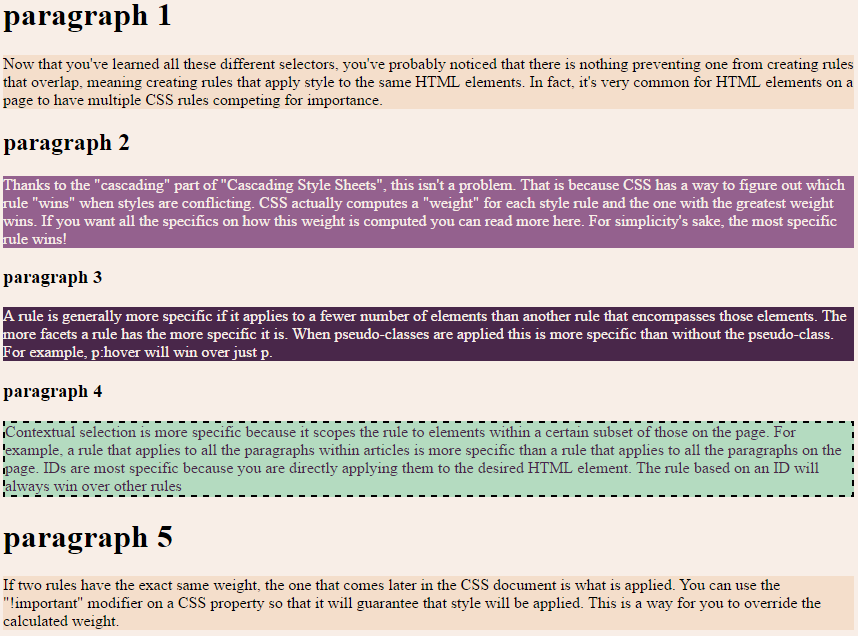 paragraph 1
Now that you've learned all these different selectors, you've probably noticed that there is nothing preventing one from creating rules
that overlap, meaning creating rules that apply style to the same HTML elements. In fact, it's very common for HTML elements on a
page to have multiple CSS rules competing for importance.
paragraph 2
Thanks to the "cascading" part of "Cascading Style Sheets", this isn't a problem. That is because CSS has a way to figure out which
rule "wins" when styles are conflicting. CSS actually computes a "weight" for each style rule and the one with the greatest weight
wins. If you want all the specifics on how this weight is computed you can read more here. For simplicity's sake, the most specific
rule wins!
paragraph 3
A rule is generally more specific if it applies to a fewer number of elements than another rule that encompasses those elements. The
more facets a rule has the more specific it is. When pseudo-classes are applied this is more specific than without the pseudo-class.
For example, p:hover will win over just p.
paragraph 4
Contextual selection is more specific because it scopes the rule to elements within a certain subset of those on the page. For
example, a rule that applies to all the paragraphs within articles is more specific than a rule that applies to all the paragraphs on the
page. IDs are most specific because you are directly applying them to the desired HTML element. The rule based on an ID will
always win over other rules
paragraph 5
If two rules have the exact same weight, the one that comes later in the CSS document is what is applied. You can use the
"!important" modifier on a CSS property so that it will guarantee that style will be applied. This is a way for you to override the
calculated weight.